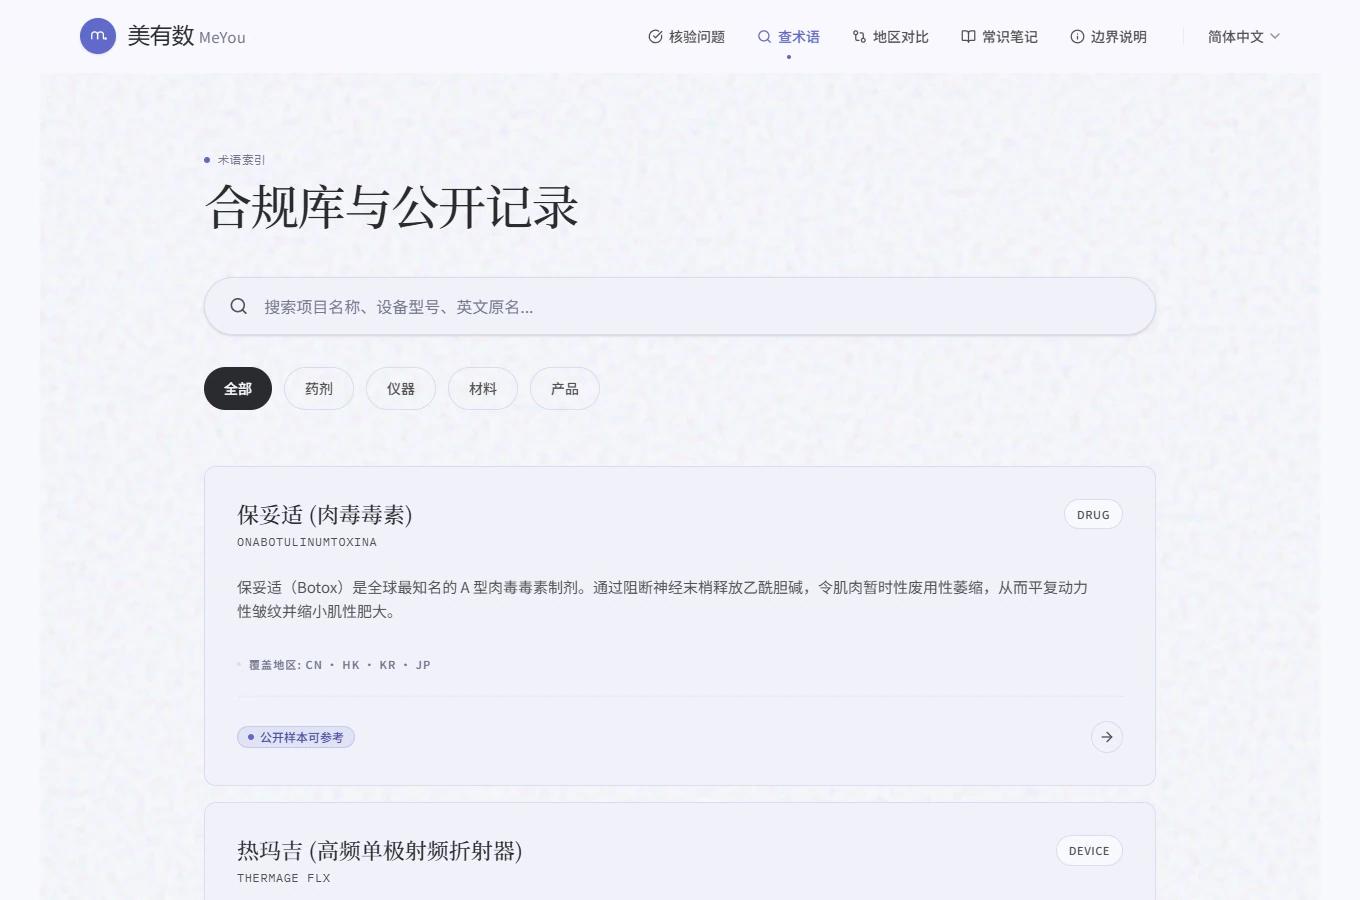 美有数 MeYou
核验问题
查术语
地区对比
常识笔记
边界说明
简体中文
术语索引
合规库与公开记录
搜索项目名称、设备型号、英文原名...
全部
药剂
仪器
材料
产品
保妥适 (肉毒毒素)
DRUG
ONABOTULINUMTOXINA
保妥适（Botox）是全球最知名的 A 型肉毒毒素制剂。通过阻断神经末梢释放乙酰胆碱，令肌肉暂时性废用性萎缩，从而平复动力
性皱纹并缩小肌性肥大。
覆盖地区: CN · HK · KR · JP
公开样本可参考
热玛吉 (高频单极射频折射器)
DEVICE
THERMAGE FLX